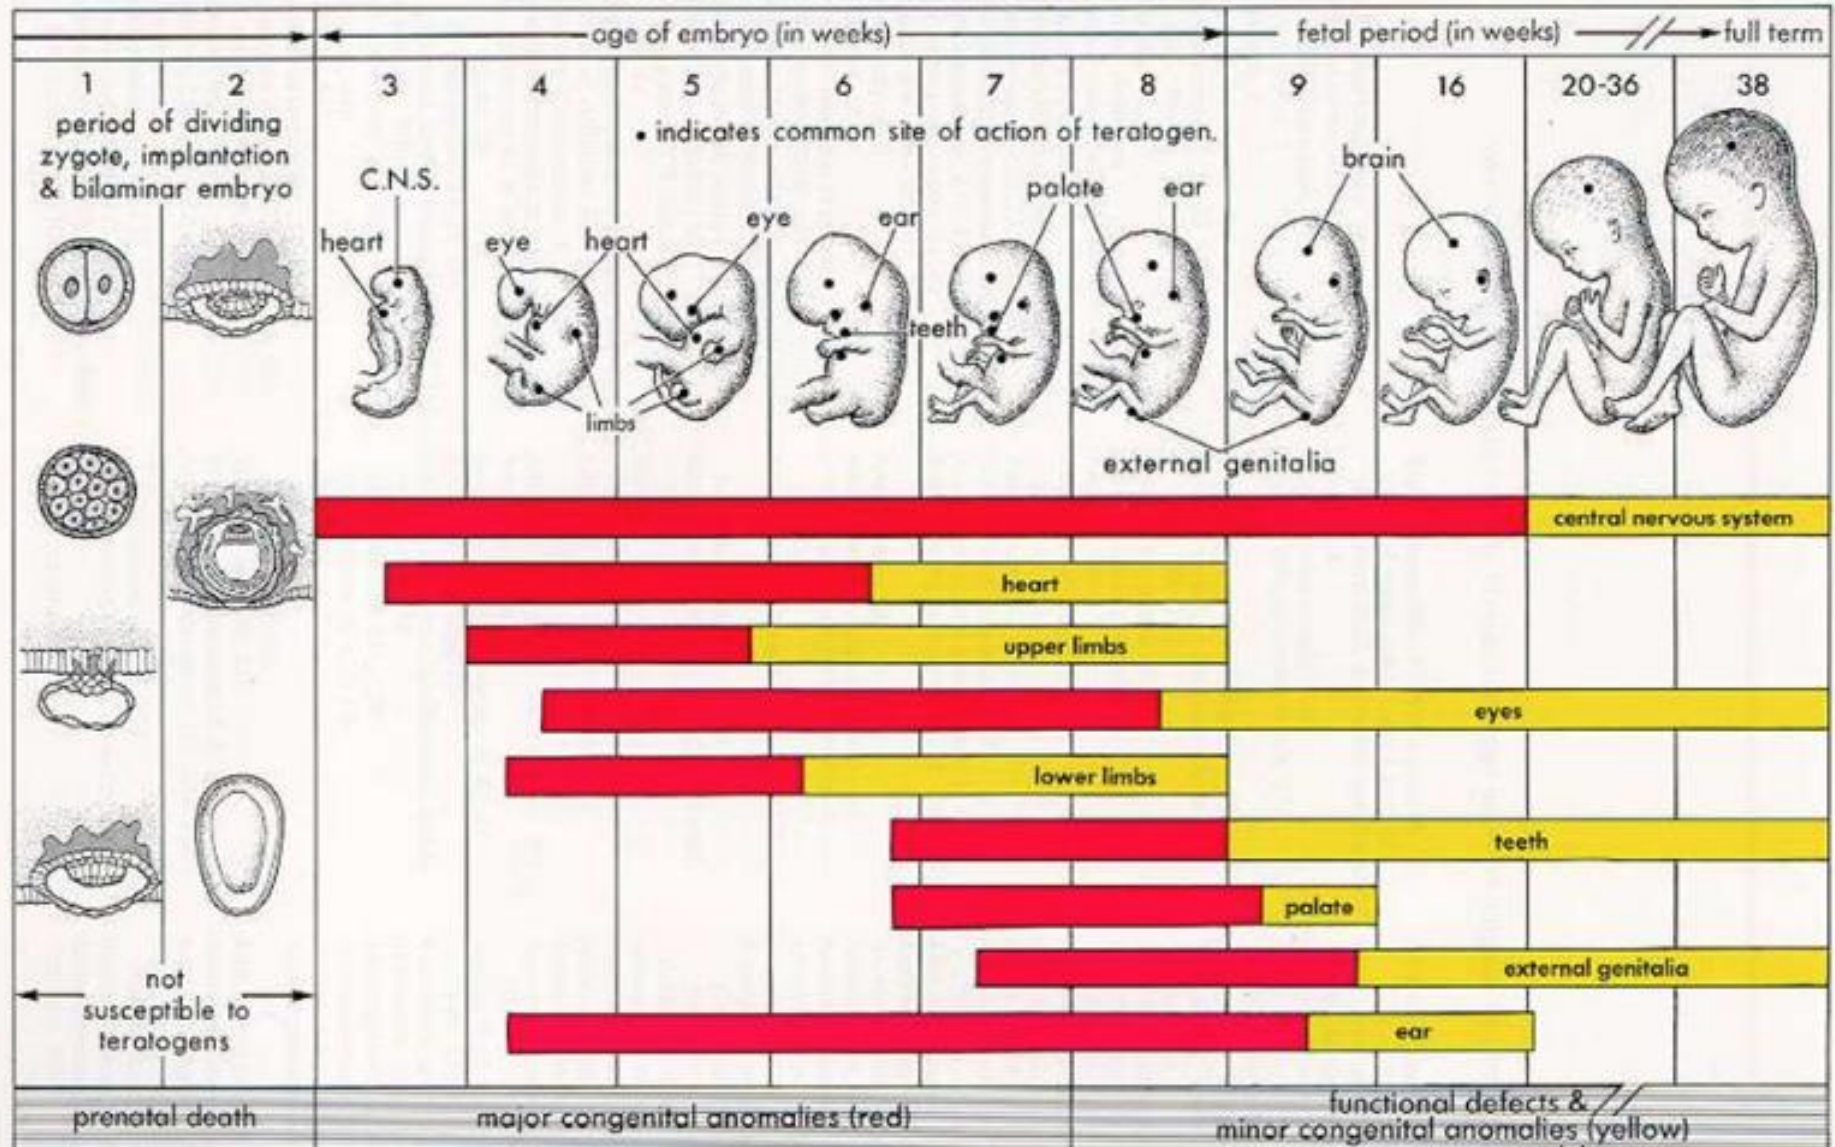 age of embryo (in weeks)
fetal period (in weeks)
full term
1
2
3
4
5
6
7
8
9
16
20-36
38
period of dividing
zygote, implantation
& bilaminar embryo
• indicates common site of action of teratogen.
C.N.S.
heart
eye
heart
eye
ear
palate
ear
brain
teeth
limbs
external genitalia
central nervous system
heart
upper limbs
eyes
lower limbs
teeth
palate
external genitalia
ear
not
susceptible to
teratogens
prenatal death
major congenital anomalies (red)
functional defects &
minor congenital anomalies (yellow)